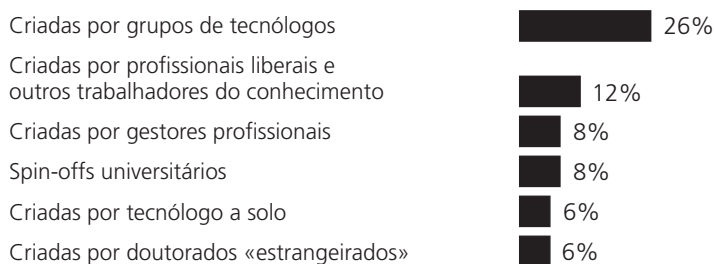 Criadas por grupos de tecnólogos 26%
Criadas por profissionais liberais e
outros trabalhadores do conhecimento 12%
Criadas por gestores profissionais 8%
Spin-offs universitários 8%
Criadas por tecnólogo a solo 6%
Criadas por doutorados «estrangeirados» 6%